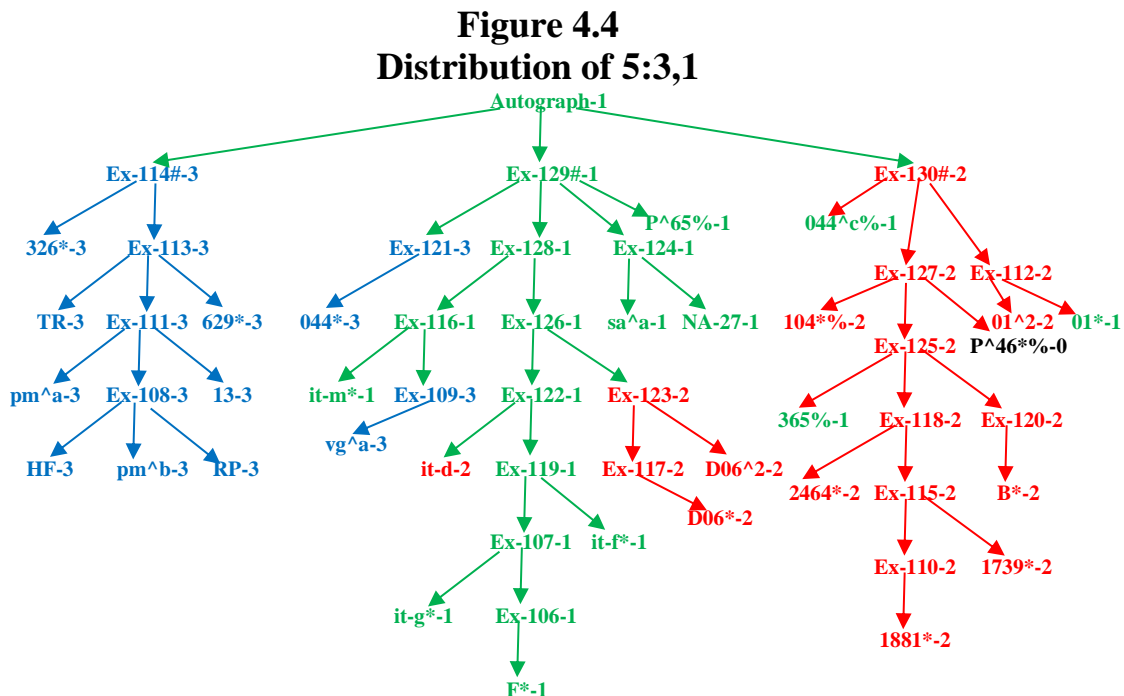 Figure 4.4
Distribution of 5:3,1
Autograph-1
Ex-114#-3 Ex-129#-1 Ex-130#-2
P^65%-1 044^c%-1
326*-3 Ex-113-3 Ex-121-3 Ex-128-1 Ex-124-1
Ex-127-2 Ex-112-2
TR-3 Ex-111-3 629*-3 044*-3 Ex-116-1 Ex-126-1 sa^a-1 NA-27-1 104*%-2 01^2-2 01*-1
Ex-125-2 P^46*%-0
pm^a-3 Ex-108-3 13-3 it-m*-1 Ex-109-3 Ex-122-1 Ex-123-2
365%-1 Ex-118-2 Ex-120-2
vg^a-3
HF-3 pm^b-3 RP-3 it-d-2 Ex-119-1 Ex-117-2 D06^2-2
2464*-2 Ex-115-2 B*-2
D06*-2
Ex-107-1 it-f*-1
Ex-110-2 1739*-2
it-g*-1 Ex-106-1
1881*-2
F*-1